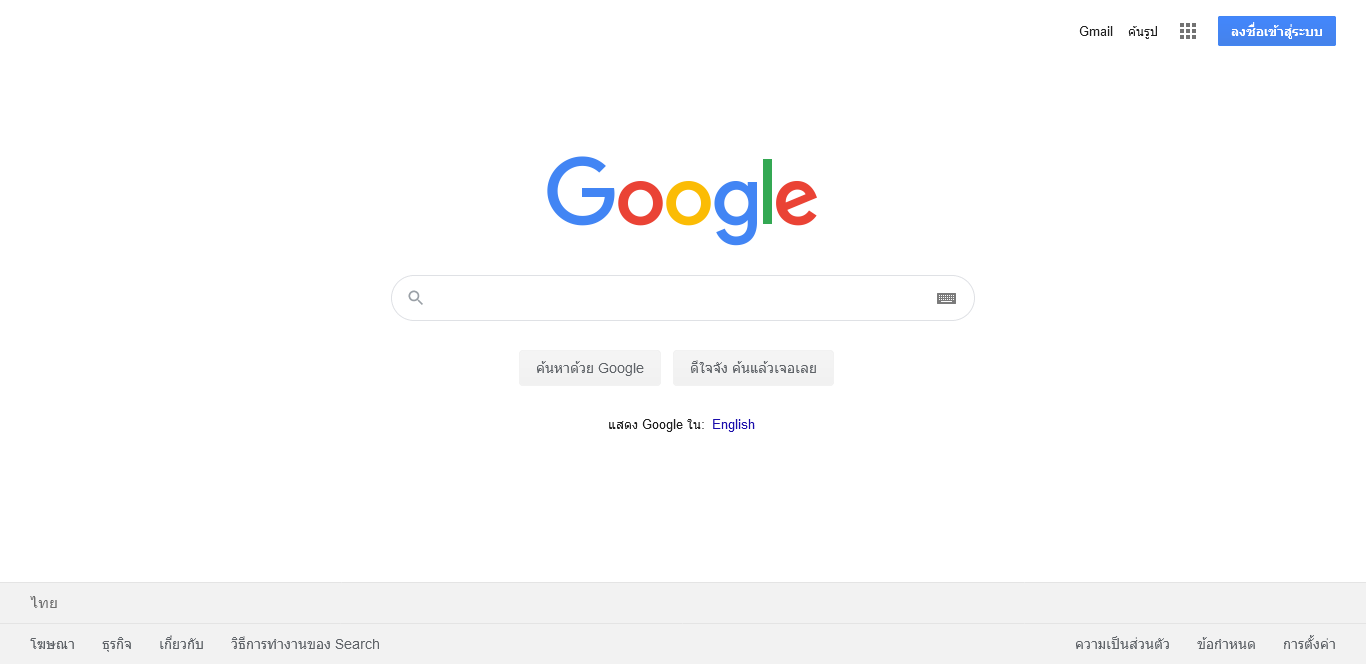 Gmail ค้นรูป ลงชื่อเข้าสู่ระบบ
Google
ค้นหาด้วย Google ดีใจจัง ค้นแล้วเจอเลย
แสดง Google ใน: English
ไทย
โฆษณา ธุรกิจ เกี่ยวกับ วิธีการทำงานของ Search ความเป็นส่วนตัว ข้อกำหนด การตั้งค่า